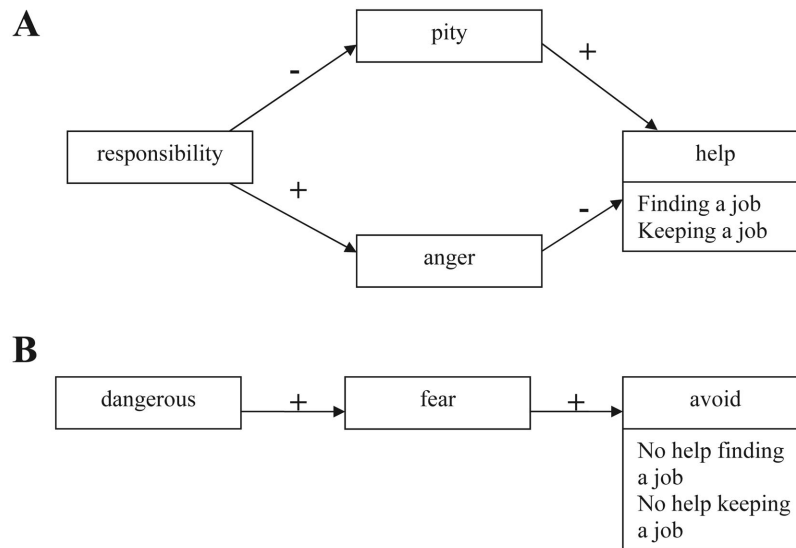 A
pity
-
+
responsibility
help
Finding a job
Keeping a job
+
-
anger
B
dangerous
+
fear
+
avoid
No help finding
a job
No help keeping
a job